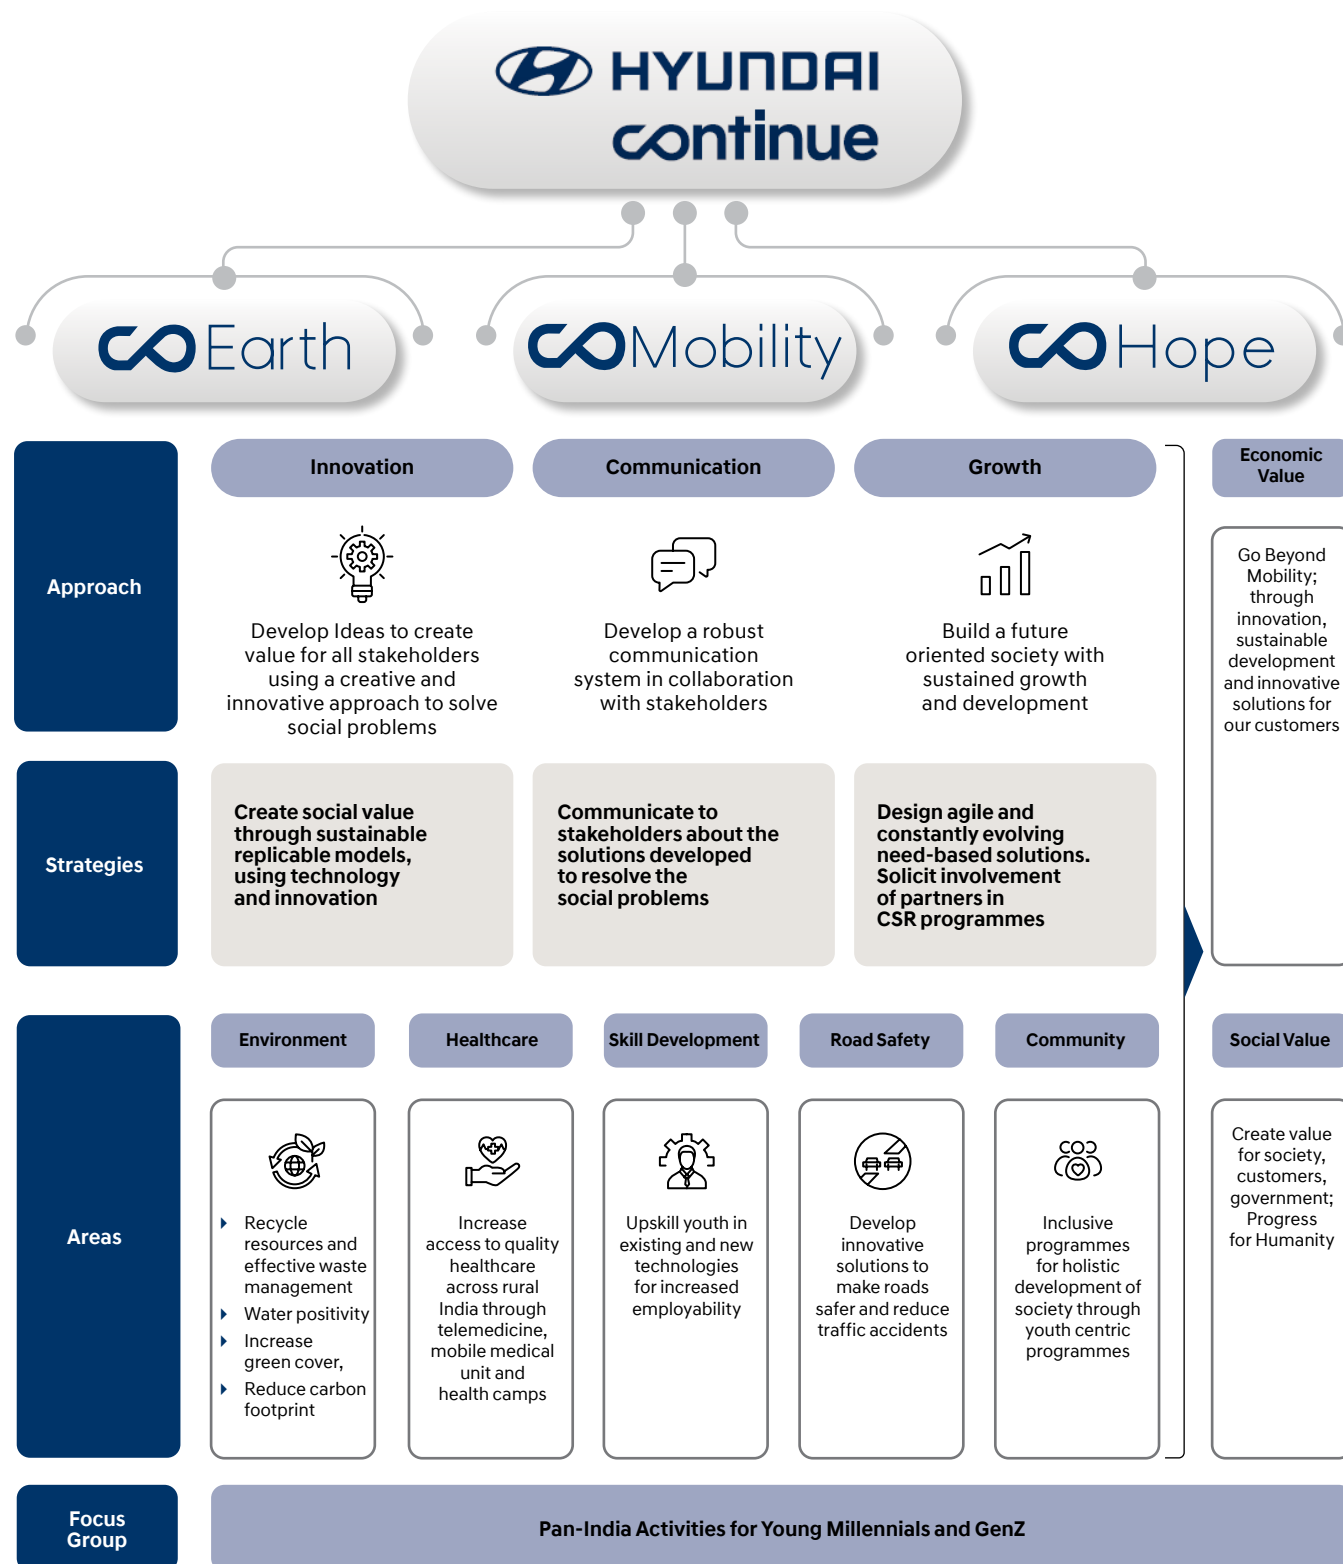 HYUNDAI
continue
Earth
Mobility
Hope
Approach
Innovation
Develop Ideas to create
value for all stakeholders
using a creative and
innovative approach to solve
social problems
Communication
Develop a robust
communication
system in collaboration
with stakeholders
Growth
Build a future
oriented society with
sustained growth
and development
Economic
Value
Go Beyond
Mobility;
through
innovation,
sustainable
development
and innovative
solutions for
our customers
Strategies
Create social value
through sustainable
replicable models,
using technology
and innovation
Communicate to
stakeholders about the
solutions developed
to resolve the
social problems
Design agile and
constantly evolving
need-based solutions.
Solicit involvement
of partners in
CSR programmes
Areas
Environment
Recycle
resources and
effective waste
management
Water positivity
Increase
green cover,
Reduce carbon
footprint
Healthcare
Increase
access to quality
healthcare
across rural
India through
telemedicine,
mobile medical
unit and
health camps
Skill Development
Upskill youth in
existing and new
technologies
for increased
employability
Road Safety
Develop
innovative
solutions to
make roads
safer and reduce
traffic accidents
Community
Inclusive
programmes
for holistic
development of
society through
youth centric
programmes
Social Value
Create value
for society,
customers,
government;
Progress
for Humanity
Focus
Group
Pan-India Activities for Young Millennials and GenZ